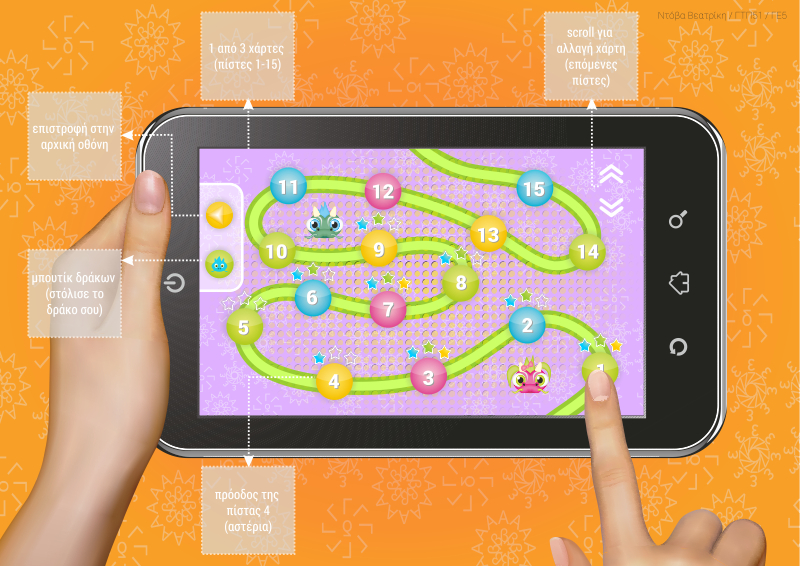 Ντόβα Βεατρίκη / ΓΤΠ61 / ΓΕ5
1 από 3 χάρτες
(πίστες 1-15)
scroll για
αλλαγή χάρτη
(επόμενες
πίστες)
επιστροφή στην
αρχική οθόνη
μπουτίκ δράκων
(στόλισε το
δράκο σου)
πρόοδος της
πίστας 4
(αστέρια)
11
12
15
10
9
13
14
6
7
8
5
2
4
3
1